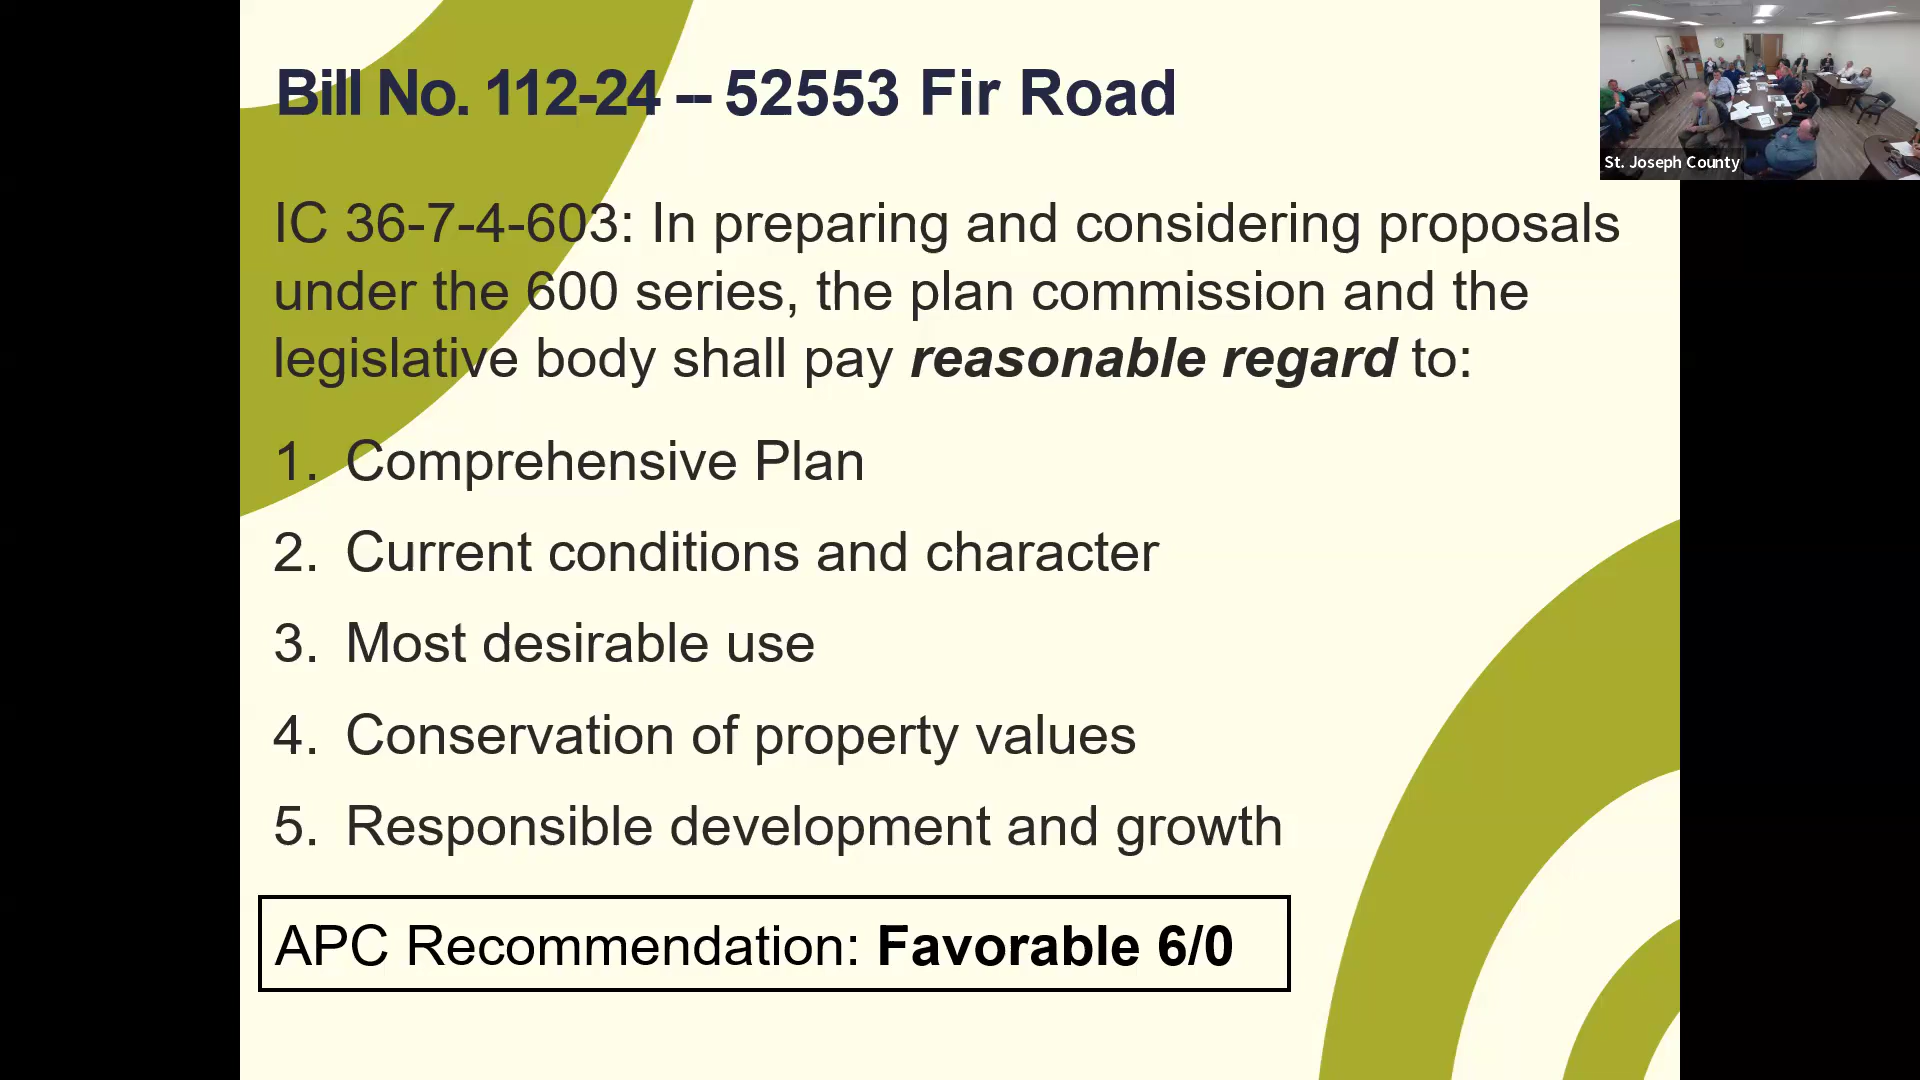 Bill No. 112-24 -- 52553 Fir Road
St. Joseph County
IC 36-7-4-603: In preparing and considering proposals
under the 600 series, the plan commission and the
legislative body shall pay reasonable regard to:
1. Comprehensive Plan
2. Current conditions and character
3. Most desirable use
4. Conservation of property values
5. Responsible development and growth
APC Recommendation: Favorable 6/0